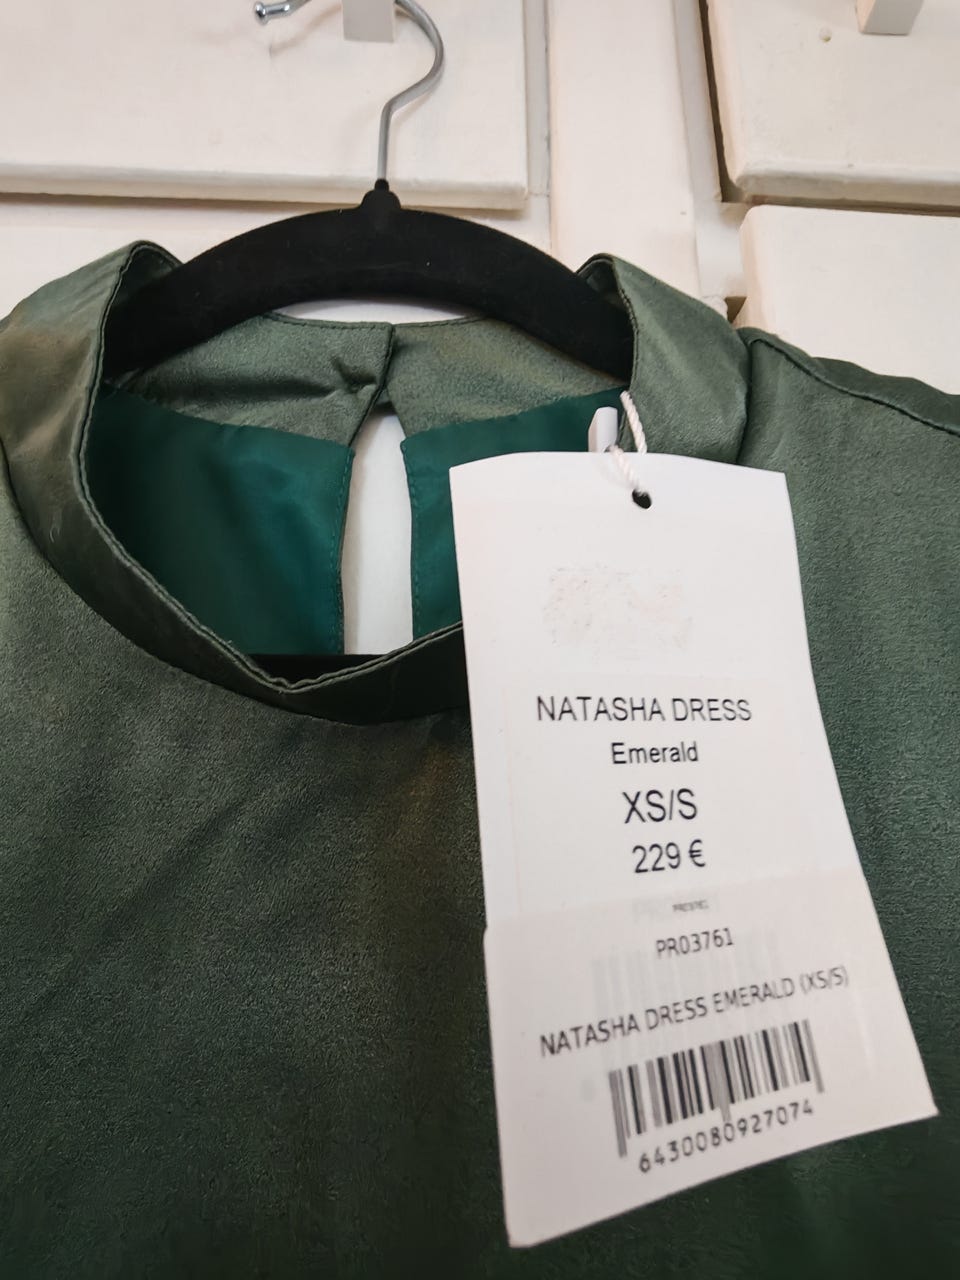 NATASHA DRESS
Emerald
XS/S
229 €
PR03761
NATASHA DRESS EMERALD (XS/S)
6430080927074